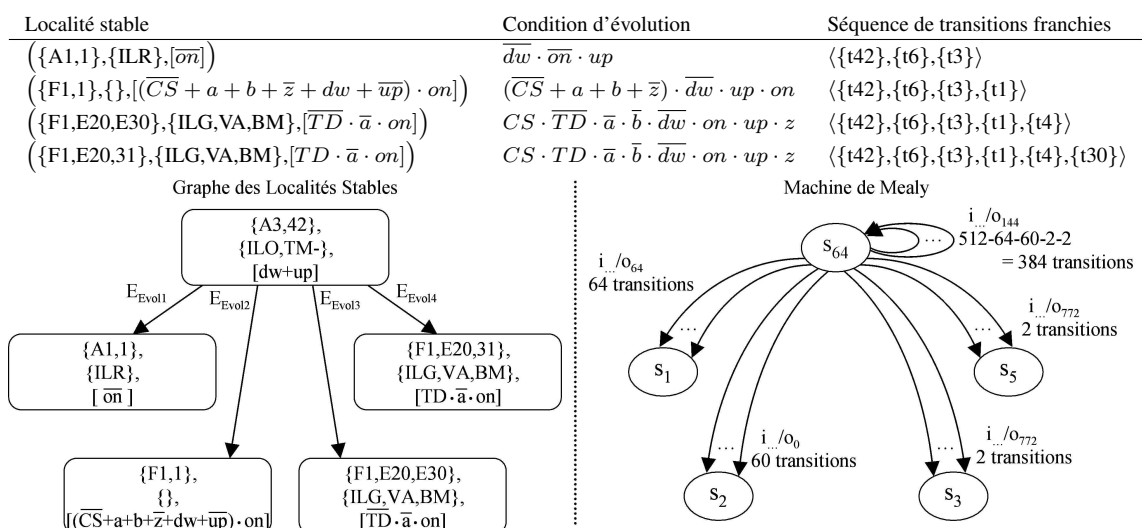 Localité stable Condition d'évolution Séquence de transitions franchies
({A1,1},{ILR},[o̅n̅]) d̅w̅ · o̅n̅ · up ⟨{t42},{t6},{t3}⟩
({F1,1},{},[(C̅S̅ + a + b + z̅ + dw + u̅p̅) · on]) (C̅S̅ + a + b + z̅) · d̅w̅ · up · on ⟨{t42},{t6},{t3},{t1}⟩
({F1,E20,E30},{ILG,VA,BM},[T̅D̅ · a̅ · on]) CS · T̅D̅ · a̅ · b̅ · d̅w̅ · on · up · z ⟨{t42},{t6},{t3},{t1},{t4}⟩
({F1,E20,31},{ILG,VA,BM},[TD · a̅ · on]) CS · TD · a̅ · b̅ · d̅w̅ · on · up · z ⟨{t42},{t6},{t3},{t1},{t4},{t30}⟩
Graphe des Localités Stables
{A3,42},
{ILO,TM-},
[dw+up]
E_Evol1
E_Evol2
E_Evol3
E_Evol4
{A1,1},
{ILR},
[ o̅n̅ ]
{F1,E20,31},
{ILG,VA,BM},
[TD·a̅·on]
{F1,1},
{},
[(C̅S̅+a+b+z̅+dw+u̅p̅)·on]
{F1,E20,E30},
{ILG,VA,BM},
[T̅D̅·a̅·on]
Machine de Mealy
s64
... i.../o144
512-64-60-2-2
= 384 transitions
i.../o64
64 transitions
...
s1
i.../o772
2 transitions
...
s5
i.../o0
60 transitions
...
s2
i.../o772
2 transitions
...
s3